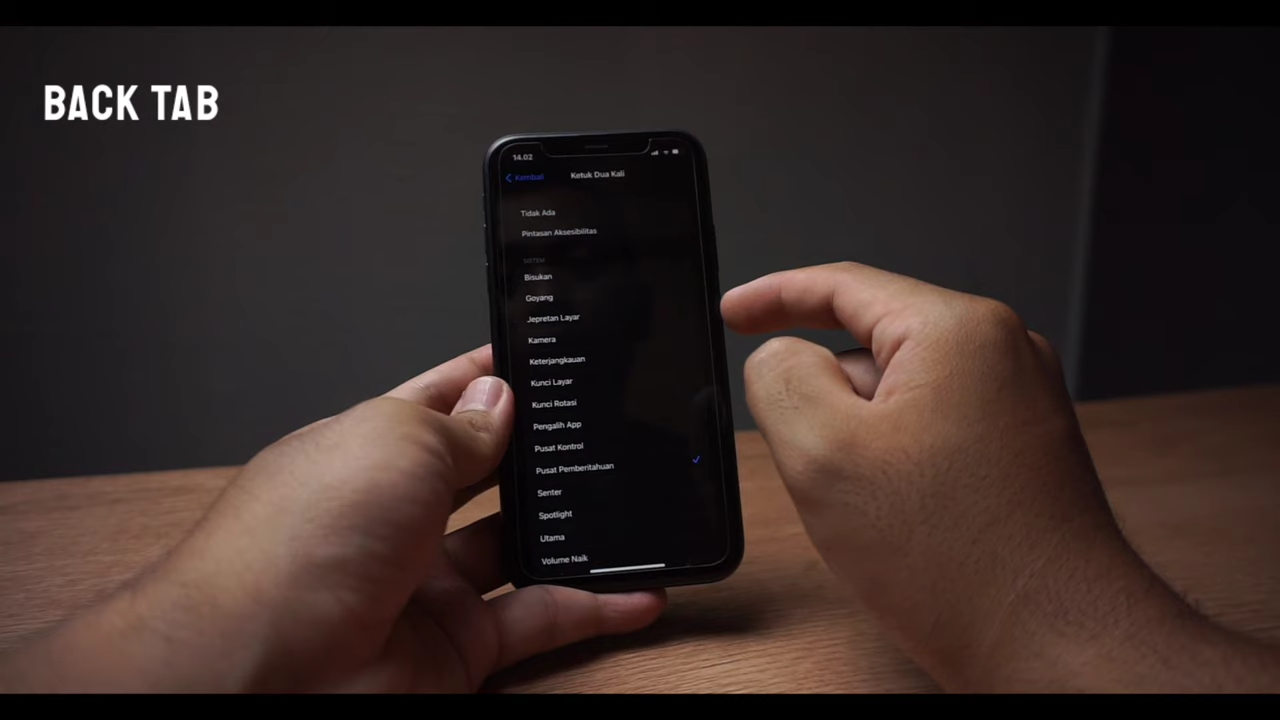 BACK TAB
14.02
Kembali
Ketuk Dua Kali
Tidak Ada
Pintasan Aksesibilitas
SISTEM
Bisukan
Goyang
Jepretan Layar
Kamera
Keterjangkauan
Kunci Layar
Kunci Rotasi
Pengalih App
Pusat Kontrol
Pusat Pemberitahuan
Senter
Spotlight
Utama
Volume Naik